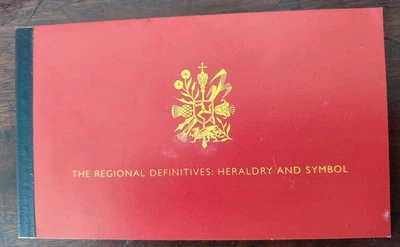 THE REGIONAL DEFINITIVES: HERALDRY AND SYMBOL